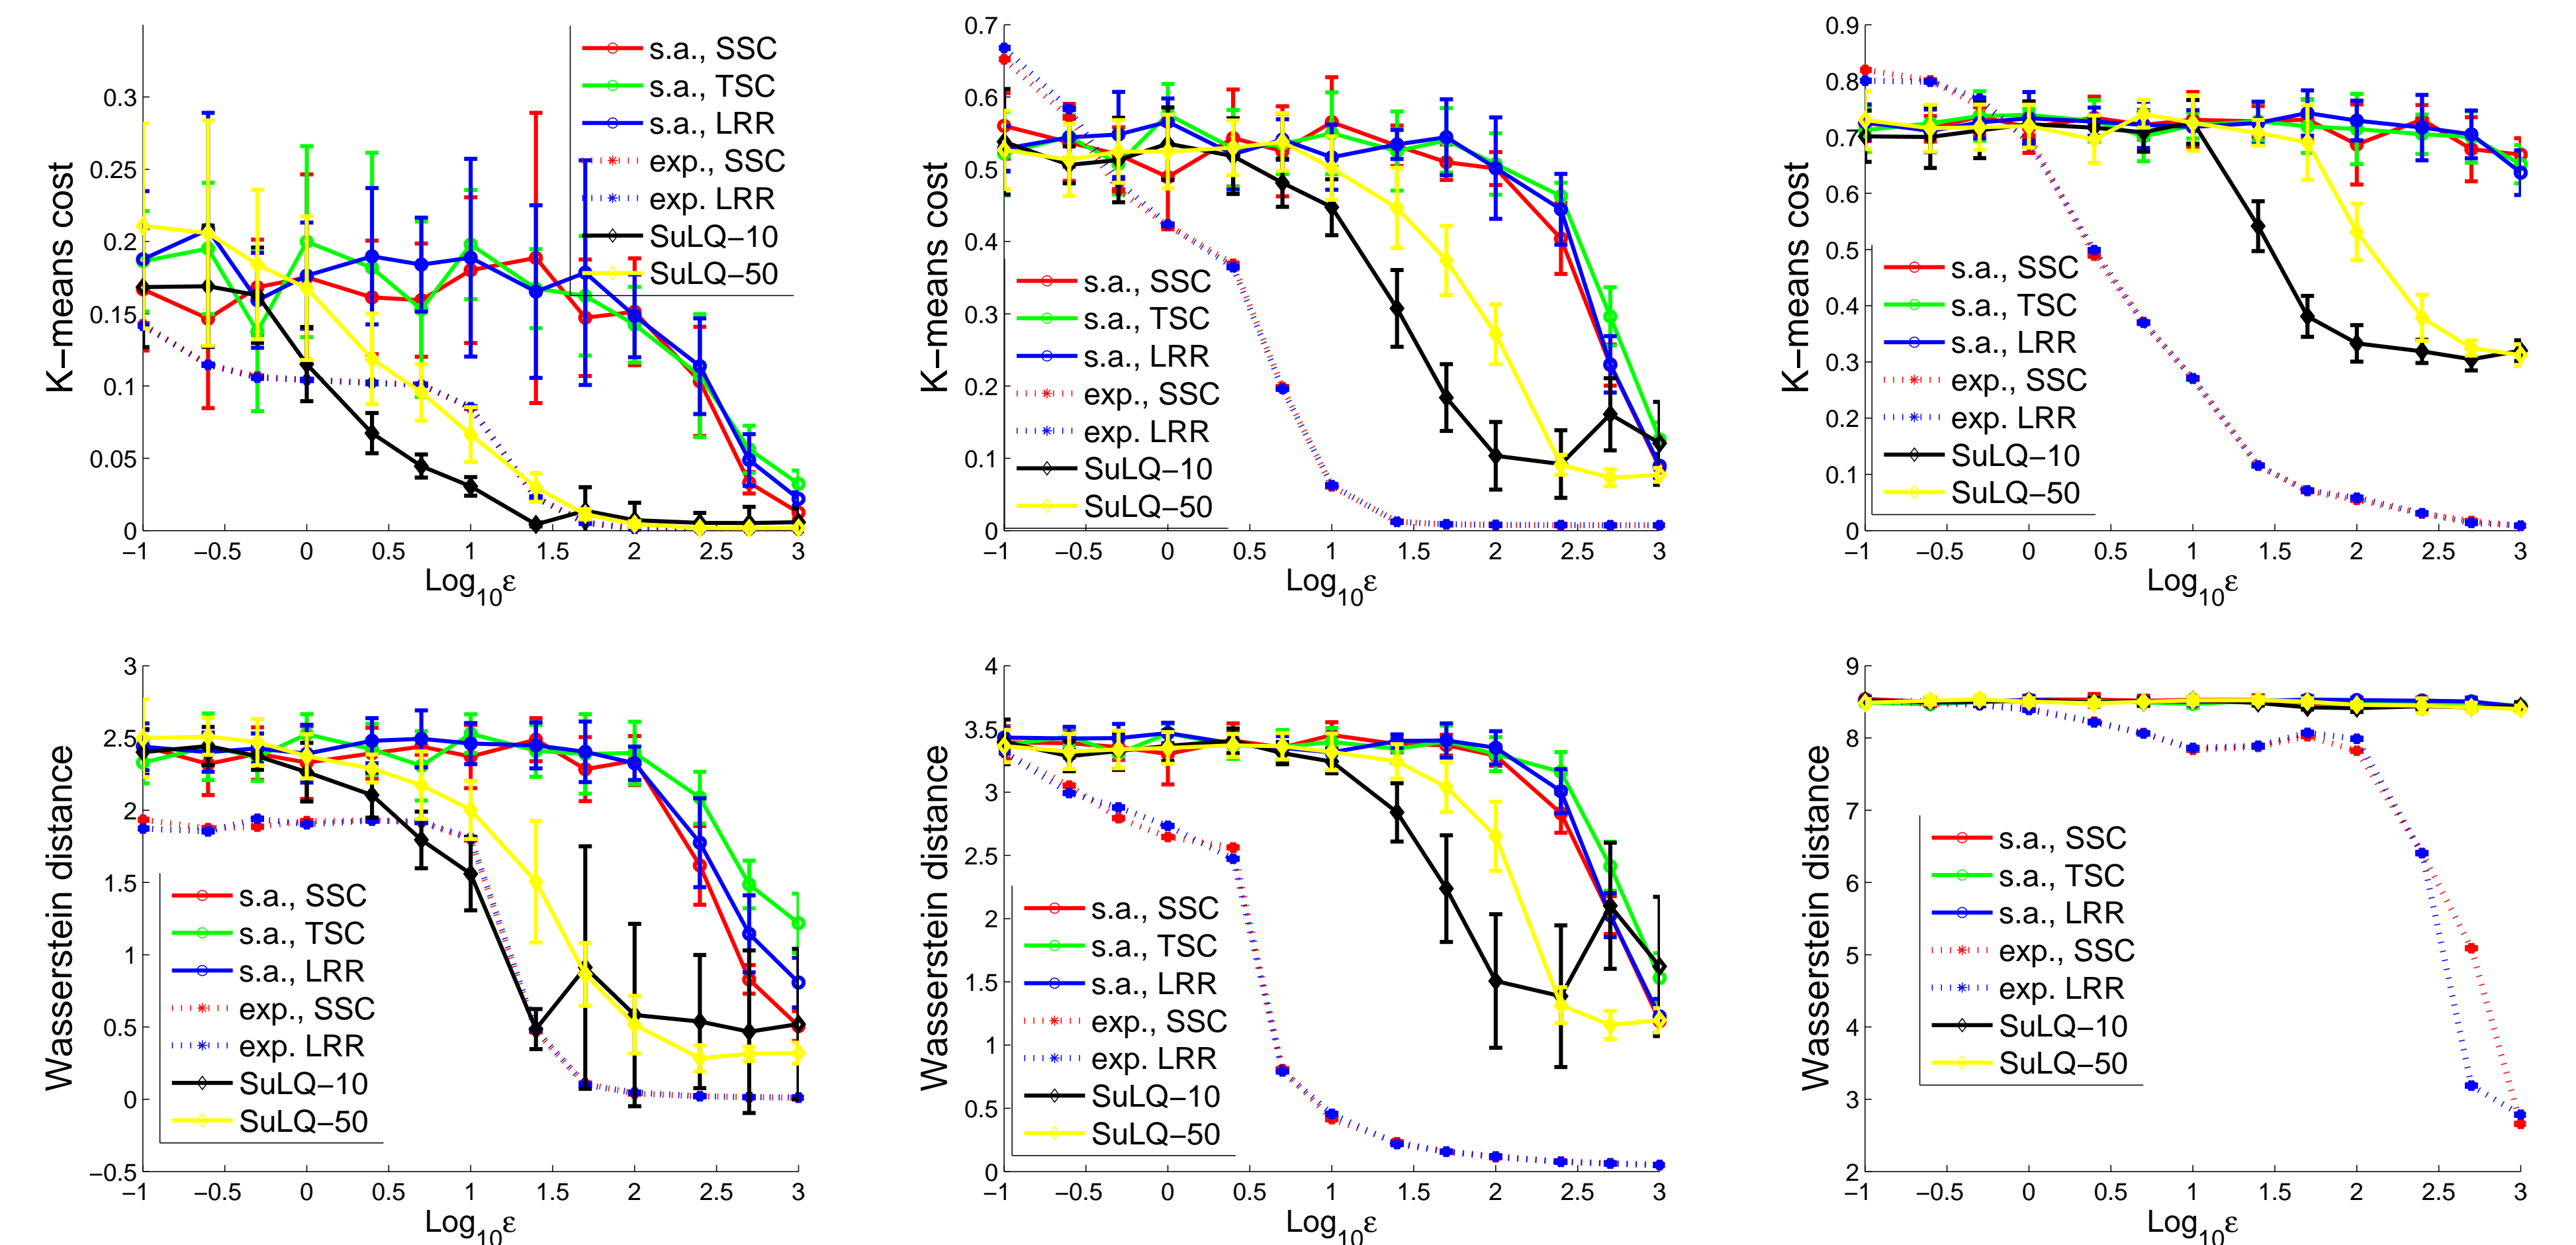 K−means cost
0.3
0.25
0.2
0.15
0.1
0.05
0
−1 −0.5 0 0.5 1 1.5 2 2.5 3
Log10ε
s.a., SSC
s.a., TSC
s.a., LRR
exp., SSC
exp. LRR
SuLQ−10
SuLQ−50
K−means cost
0.7
0.6
0.5
0.4
0.3
0.2
0.1
0
−1 −0.5 0 0.5 1 1.5 2 2.5 3
Log10ε
s.a., SSC
s.a., TSC
s.a., LRR
exp., SSC
exp. LRR
SuLQ−10
SuLQ−50
K−means cost
0.9
0.8
0.7
0.6
0.5
0.4
0.3
0.2
0.1
0
−1 −0.5 0 0.5 1 1.5 2 2.5 3
Log10ε
s.a., SSC
s.a., TSC
s.a., LRR
exp., SSC
exp. LRR
SuLQ−10
SuLQ−50
Wasserstein distance
3
2.5
2
1.5
1
0.5
0
−0.5
−1 −0.5 0 0.5 1 1.5 2 2.5 3
Log10ε
s.a., SSC
s.a., TSC
s.a., LRR
exp., SSC
exp. LRR
SuLQ−10
SuLQ−50
Wasserstein distance
4
3.5
3
2.5
2
1.5
1
0.5
0
−1 −0.5 0 0.5 1 1.5 2 2.5 3
Log10ε
s.a., SSC
s.a., TSC
s.a., LRR
exp., SSC
exp. LRR
SuLQ−10
SuLQ−50
Wasserstein distance
9
8
7
6
5
4
3
2
−1 −0.5 0 0.5 1 1.5 2 2.5 3
Log10ε
s.a., SSC
s.a., TSC
s.a., LRR
exp., SSC
exp. LRR
SuLQ−10
SuLQ−50